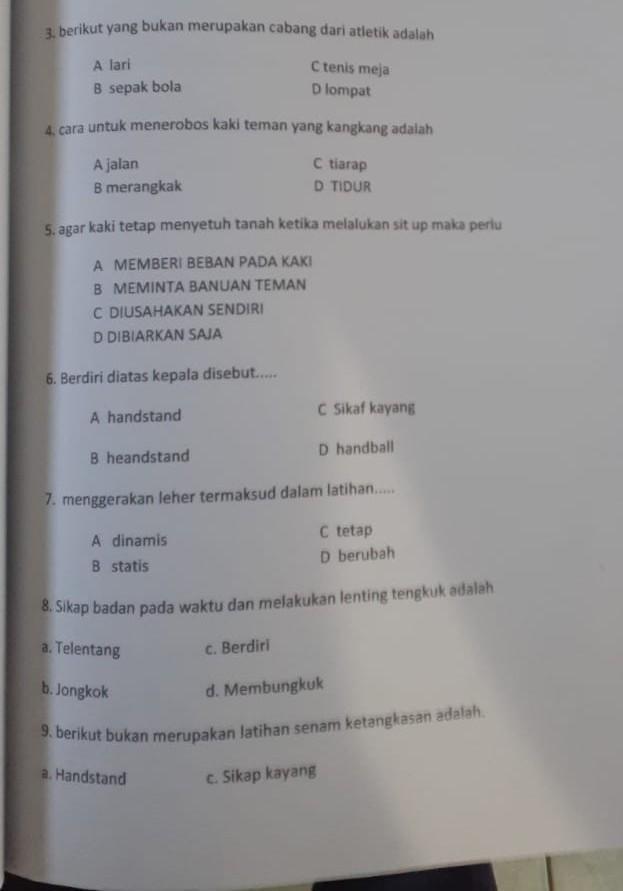 3. berikut yang bukan merupakan cabang dari atletik adalah
A lari C tenis meja
B sepak bola D lompat
4. cara untuk menerobos kaki teman yang kangkang adalah
A jalan C tiarap
B merangkak D TIDUR
5. agar kaki tetap menyetuh tanah ketika melalukan sit up maka perlu
A MEMBERI BEBAN PADA KAKI
B MEMINTA BANUAN TEMAN
C DIUSAHAKAN SENDIRI
D DIBIARKAN SAJA
6. Berdiri diatas kepala disebut.....
A handstand C Sikaf kayang
B heandstand D handball
7. menggerakan leher termaksud dalam latihan.....
A dinamis C tetap
B statis D berubah
8. Sikap badan pada waktu dan melakukan lenting tengkuk adalah
a. Telentang c. Berdiri
b. Jongkok d. Membungkuk
9. berikut bukan merupakan latihan senam ketangkasan adalah.
a. Handstand c. Sikap kayang